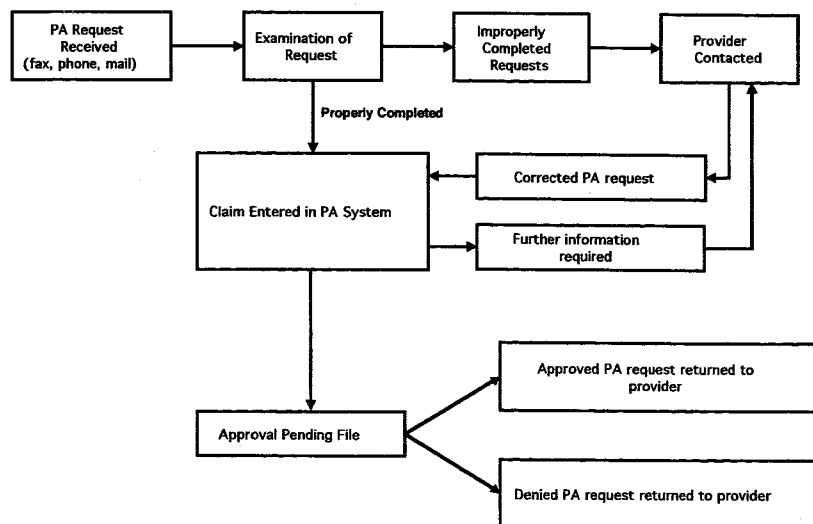 PA Request
Received
(fax, phone, mail)
Examination of
Request
Improperly
Completed
Requests
Provider
Contacted
Properly Completed
Corrected PA request
Claim Entered in PA System
Further information
required
Approved PA request returned to
provider
Approval Pending File
Denied PA request returned to provider